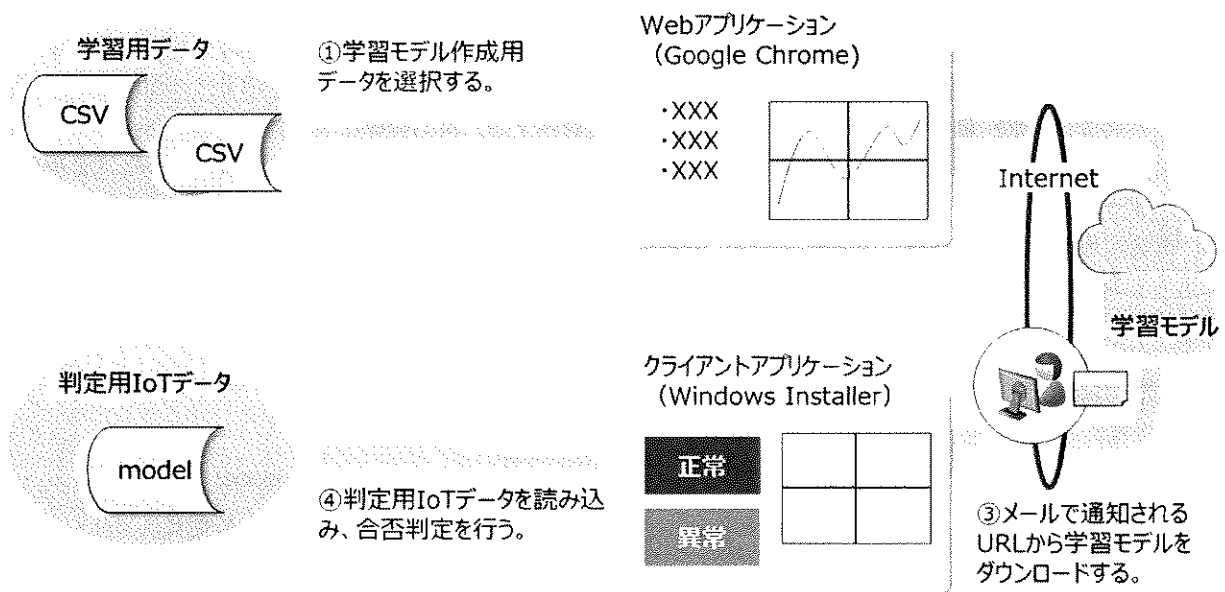 学習用データ
CSV
CSV
①学習モデル作成用
データを選択する。
Webアプリケーション
(Google Chrome)
・XXX
・XXX
・XXX
Internet
学習モデル
判定用IoTデータ
model
④判定用IoTデータを読み込
み、合否判定を行う。
クライアントアプリケーション
(Windows Installer)
正常
異常
③メールで通知される
URLから学習モデルを
ダウンロードする。